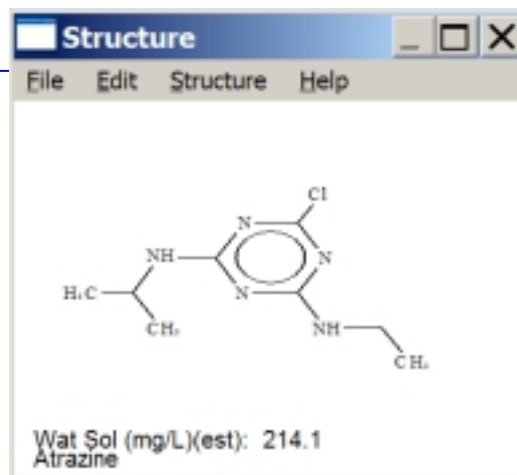 Structure
File Edit Structure Help
Cl
N
NH
N
N
H₃C
CH₃
NH
CH₃
Wat Sol (mg/L)(est): 214.1
Atrazine